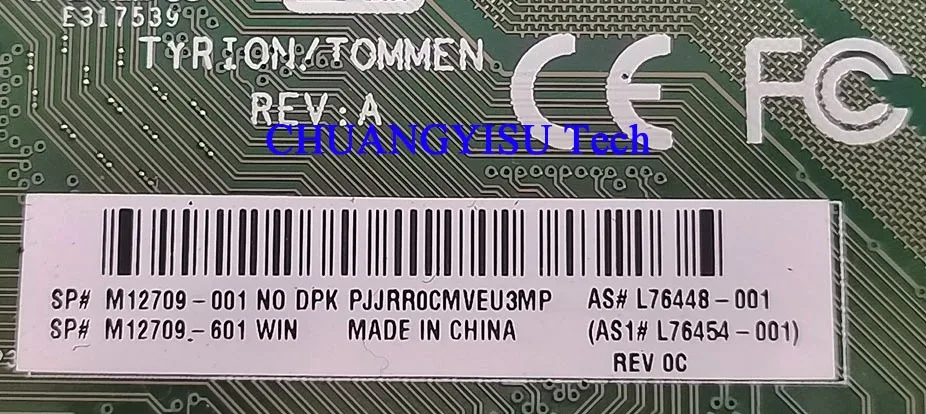 E317539
TYRION/TOMMEN
REV:A
CE FC
CHUANGYISU Tech
SP# M12709-001 NO DPK PJJRR0CMVEU3MP AS# L76448-001
SP# M12709-601 WIN MADE IN CHINA (AS1# L76454-001)
REV 0C